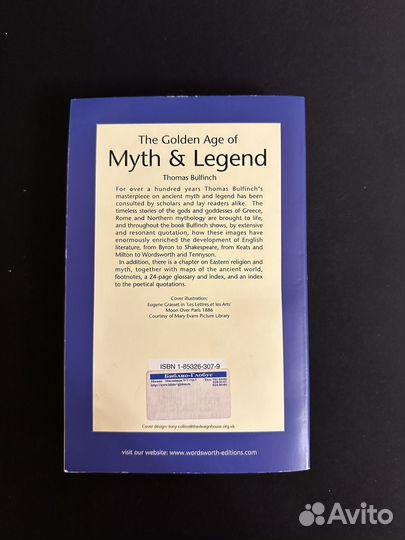 The Golden Age of
Myth & Legend
Thomas Bulfinch
For over a hundred years Thomas Bulfinch's
masterpiece on ancient myth and legend has been
consulted by scholars and lay readers alike. The
timeless stories of the gods and goddesses of Greece,
Rome and Northern mythology are brought to life,
and throughout the book Bulfinch shows, by extensive
and resonant quotation, how these images have
enormously enriched the development of English
literature, from Byron to Shakespeare, from Keats and
Milton to Wordsworth and Tennyson.
In addition, there is a chapter on Eastern religion and
myth, together with maps of the ancient world,
footnotes, a 24-page glossary and index, and an index
to the poetical quotations.
Cover illustration:
Eugene Grasset in 'Les Lettres et les Arts'
Moon Over Paris 1886
Courtesy of Mary Evans Picture Library
ISBN 1-85326-307-9
Библио-Глобус
Cover design: tony collins@thedesignhouse.org.uk
visit our website: www.wordsworth-editions.com
Avito